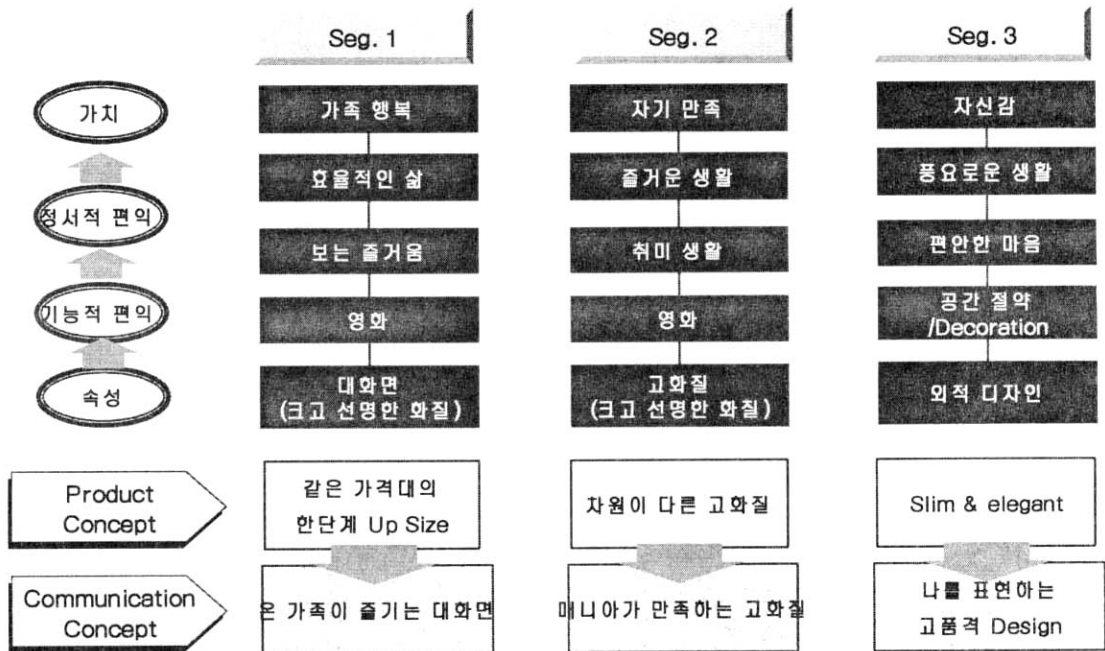 Seg. 1
Seg. 2
Seg. 3
가치
가족 행복
자기 만족
자신감
정서적 편익
효율적인 삶
즐거운 생활
풍요로운 생활
보는 즐거움
취미 생활
편안한 마음
기능적 편익
영화
영화
공간 절약
/Decoration
속성
대화면
(크고 선명한 화질)
고화질
(크고 선명한 화질)
외적 디자인
Product
Concept
같은 가격대의
한단계 Up Size
차원이 다른 고화질
Slim & elegant
Communication
Concept
온 가족이 즐기는 대화면
매니아가 만족하는 고화질
나를 표현하는
고품격 Design